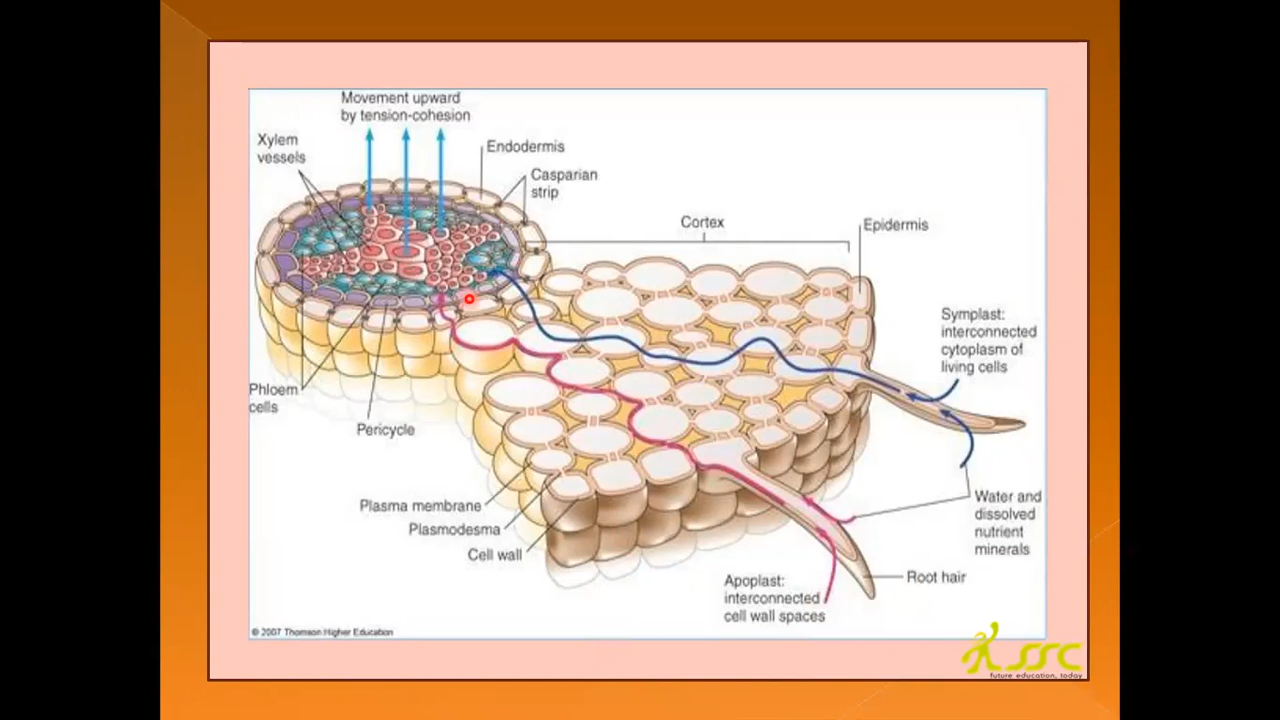 Movement upward
by tension-cohesion
Xylem
vessels
Endodermis
Casparian
strip
Cortex
Epidermis
Symplast:
interconnected
cytoplasm of
living cells
Phloem
cells
Pericycle
Plasma membrane
Plasmodesma
Cell wall
Water and
dissolved
nutrient
minerals
Root hair
Apoplast:
interconnected
cell wall spaces
© 2007 Thomson Higher Education
SSC
future education, today